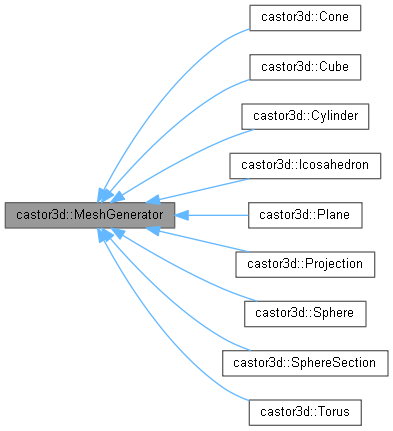 castor3d::Cone
castor3d::Cube
castor3d::Cylinder
castor3d::Icosahedron
castor3d::MeshGenerator
castor3d::Plane
castor3d::Projection
castor3d::Sphere
castor3d::SphereSection
castor3d::Torus